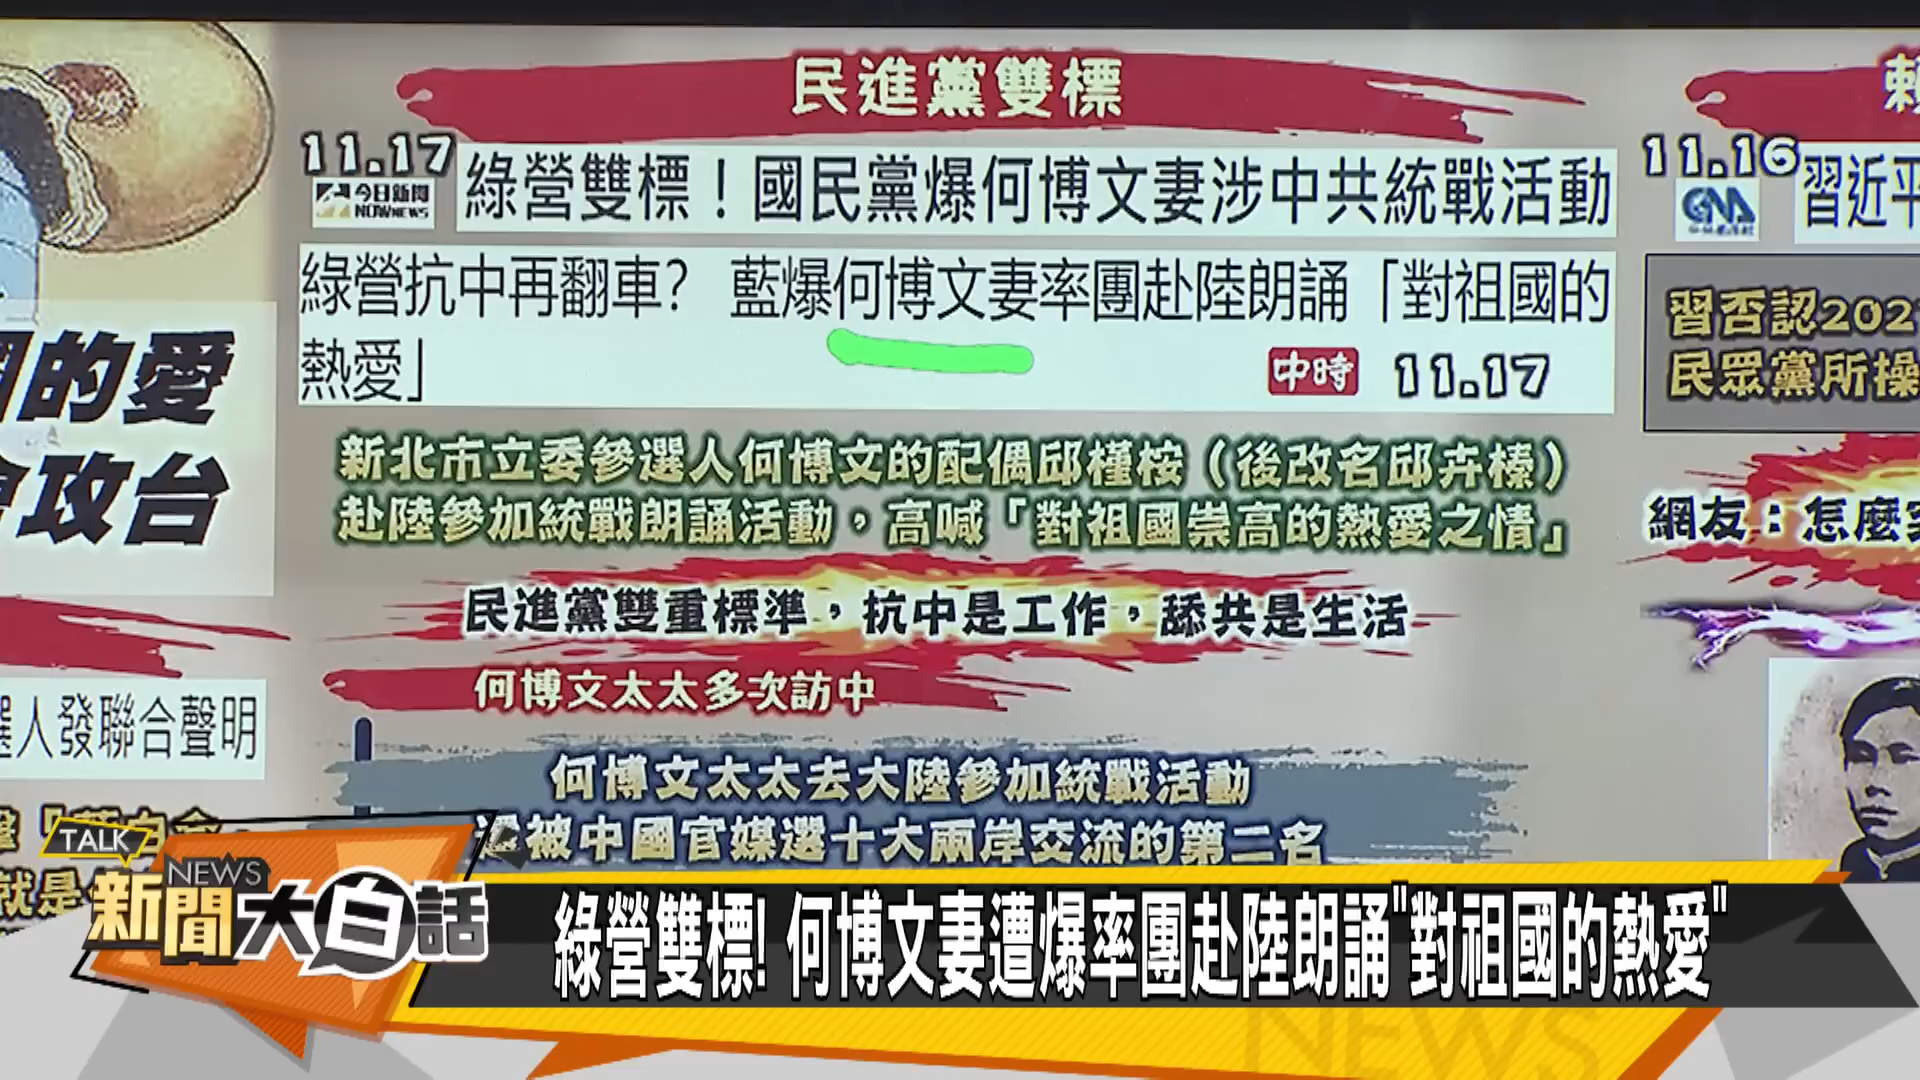 國的愛
會攻台
選人發聯合聲明
就是
民進黨雙標
11.17
今日新聞
NOWnews
綠營雙標！國民黨爆何博文妻涉中共統戰活動
綠營抗中再翻車？ 藍爆何博文妻率團赴陸朗誦「對祖國的
熱愛」
中時 11.17
新北市立委參選人何博文的配偶邱槿桉（後改名邱卉榛）
赴陸參加統戰朗誦活動，高喊「對祖國崇高的熱愛之情」
民進黨雙重標準，抗中是工作，舔共是生活
何博文太太多次訪中
何博文太太去大陸參加統戰活動
還被中國官媒選十大兩岸交流的第二名
賴
11.16
CNA
習近平
習否認202
民眾黨所操
網友：怎麼
TALK
NEWS
新聞大白話
綠營雙標! 何博文妻遭爆率團赴陸朗誦"對祖國的熱愛"
NEWS